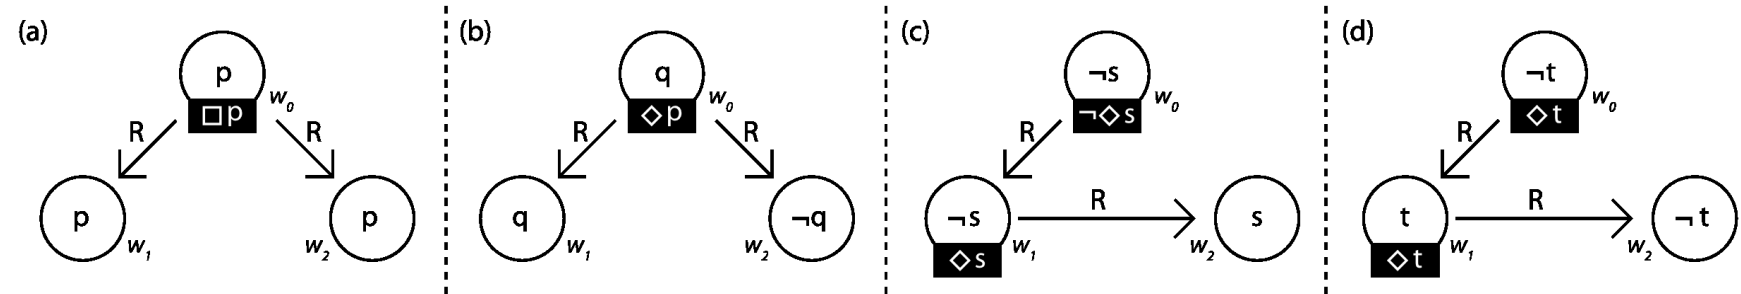 (a)
p
□p
w₀
R
R
p
w₁
p
w₂
(b)
q
◇p
w₀
R
R
q
w₁
¬q
w₂
(c)
¬s
¬◇s
w₀
R
¬s
◇s
w₁
R
s
w₂
(d)
¬t
◇t
w₀
R
t
◇t
w₁
R
¬t
w₂